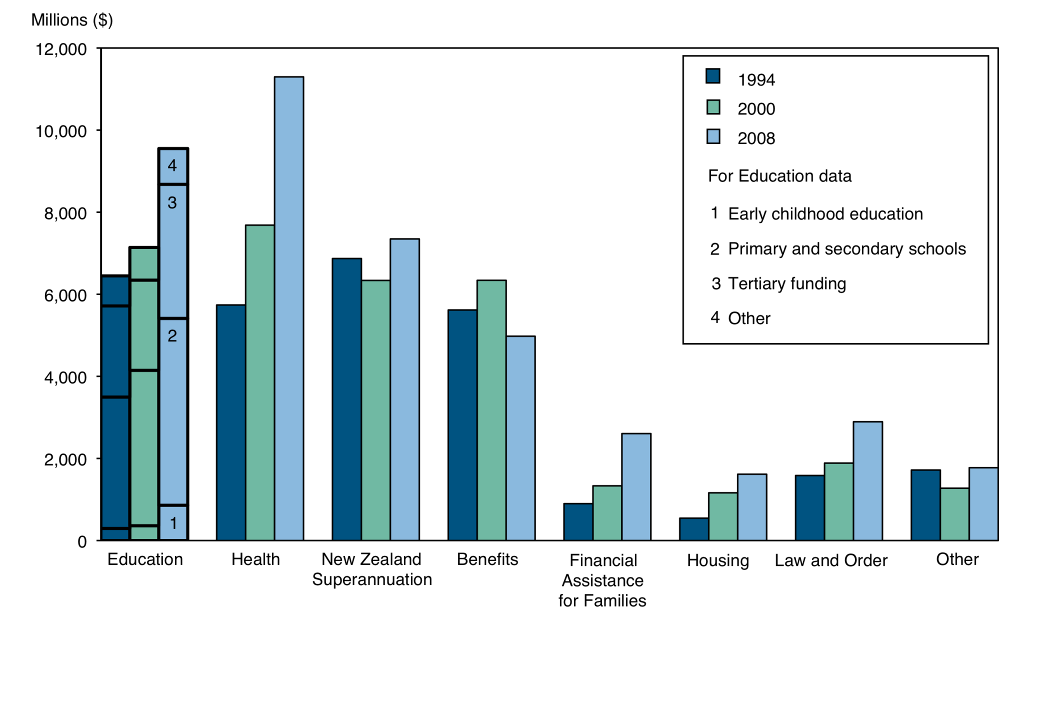 Millions ($)
12,000
10,000
8,000
6,000
4,000
2,000
0
4
3
2
1
1994
2000
2008
For Education data
1 Early childhood education
2 Primary and secondary schools
3 Tertiary funding
4 Other
Education
Health
New Zealand
Superannuation
Benefits
Financial
Assistance
for Families
Housing
Law and Order
Other